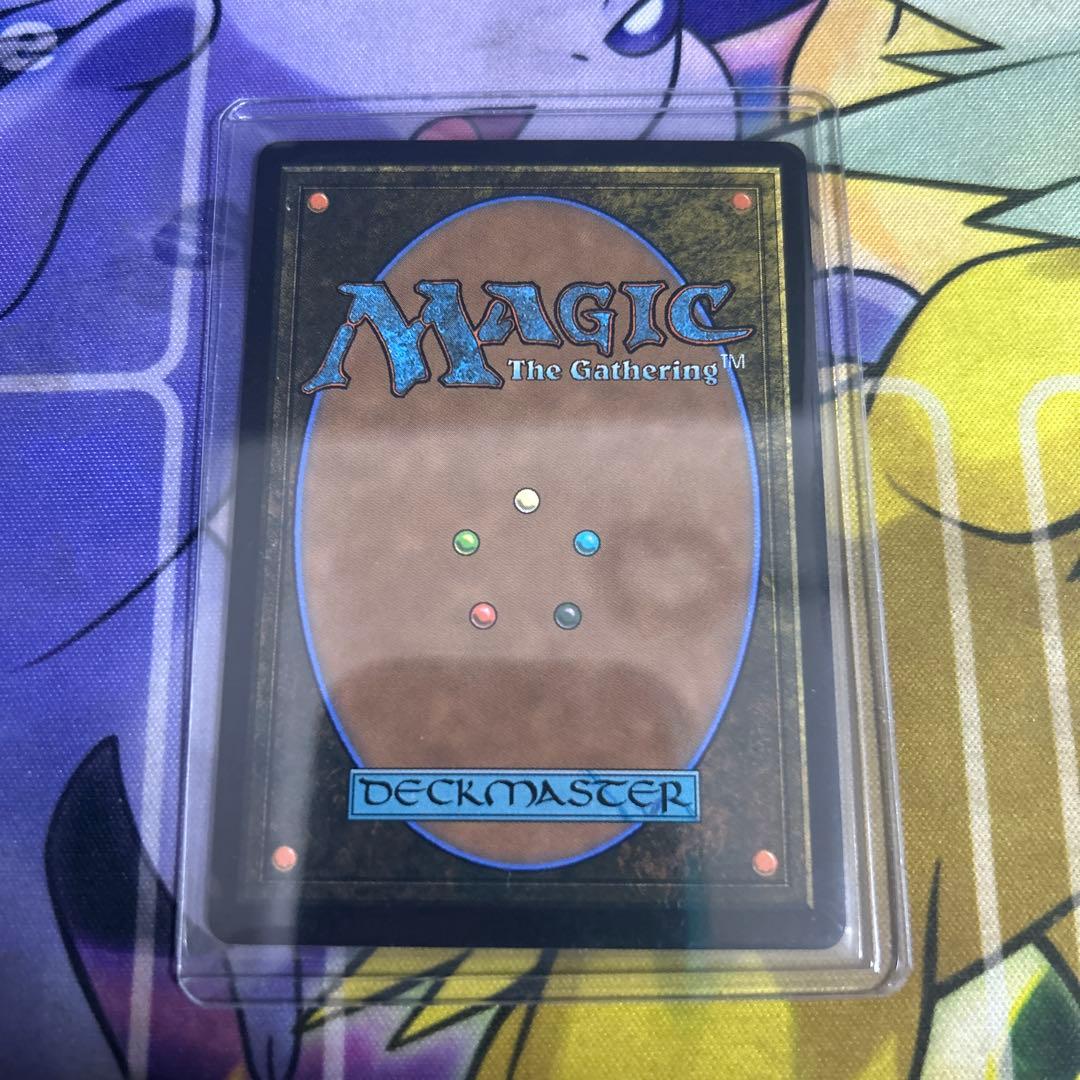 MAGIC
The Gathering™
DECKMASTER